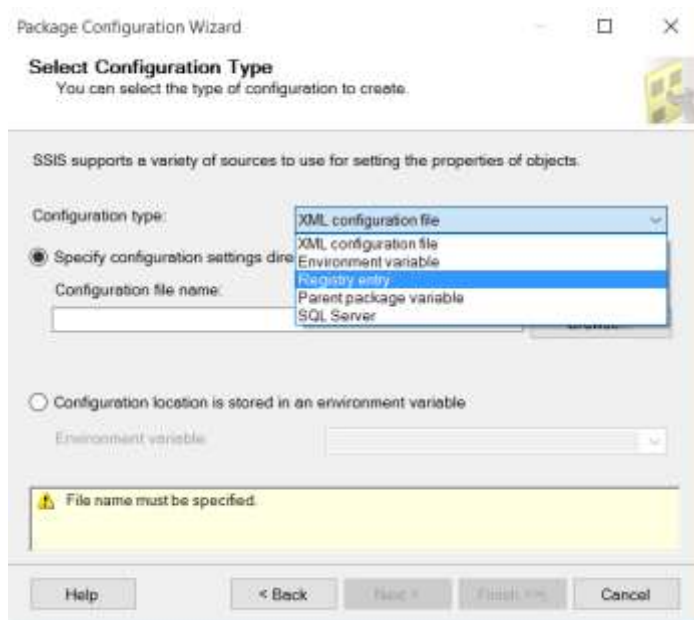 Package Configuration Wizard
Select Configuration Type
You can select the type of configuration to create.
SSIS supports a variety of sources to use for setting the properties of objects.
Configuration type:
XML configuration file
XML configuration file
Environment variable
Registry entry
Parent package variable
SQL Server
Specify configuration settings dire
Configuration file name:
Configuration location is stored in an environment variable
Environment variable
File name must be specified.
Help
< Back
Next >
Cancel